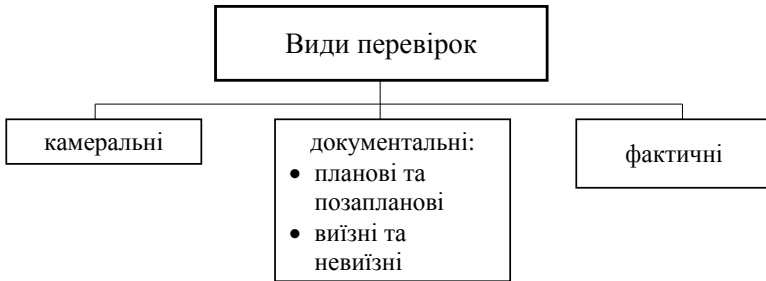 Види перевірок
камеральні
документальні:
• планові та
позапланові
• виїзні та
невиїзні
фактичні